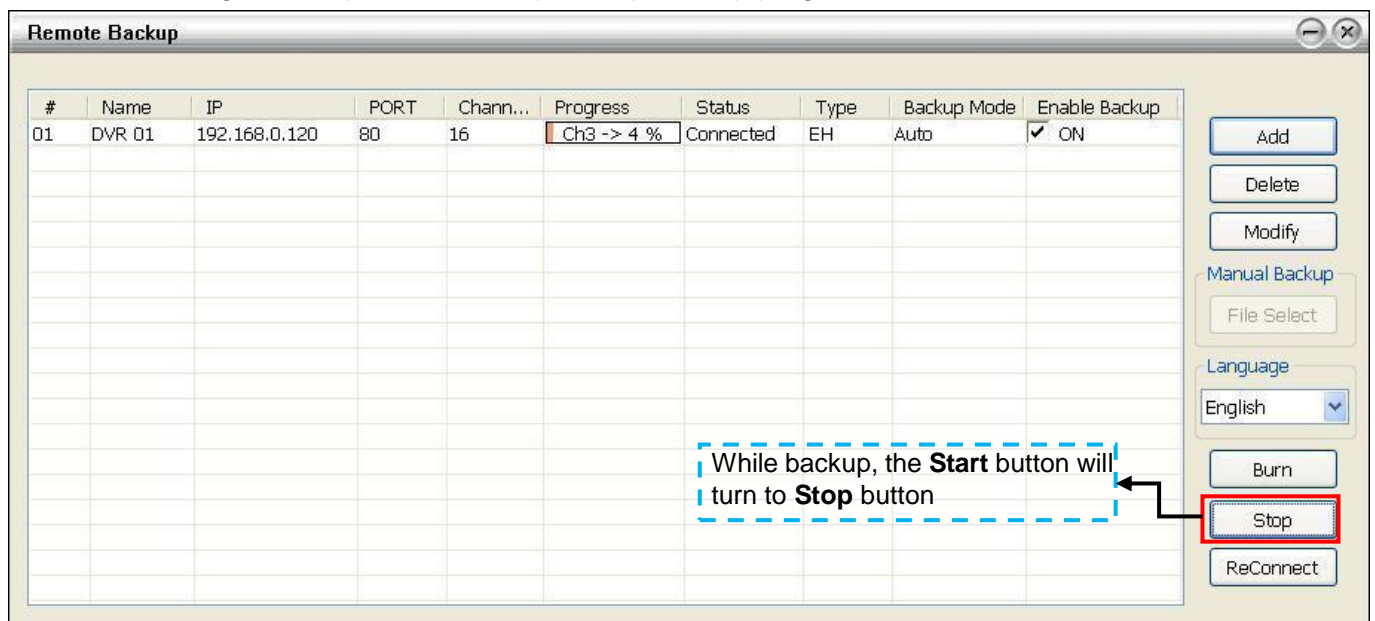 Remote Backup
# Name IP PORT Chann... Progress Status Type Backup Mode Enable Backup
01 DVR 01 192.168.0.120 80 16 Ch3 -> 4 % Connected EH Auto ON
Add
Delete
Modify
Manual Backup
File Select
Language
English
While backup, the Start button will
turn to Stop button
Burn
Stop
ReConnect